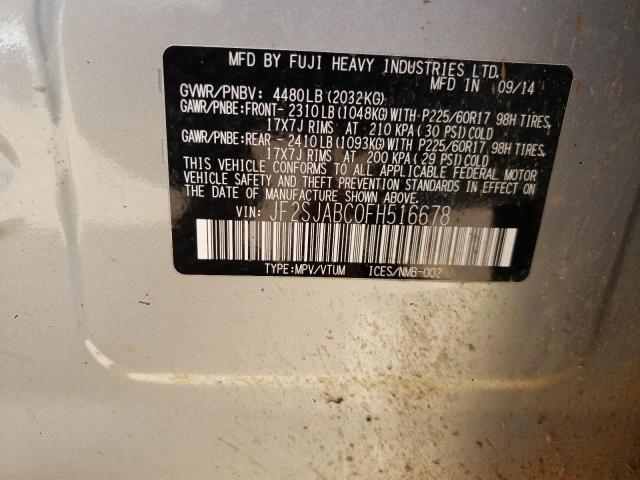 MFD BY FUJI HEAVY INDUSTRIES LTD.
MFD IN 09/14
GVWR/PNBV: 4480LB(2032KG)
GAWR/PNBE:FRONT- 2310LB(1048KG)WITH P225/60R17 98H TIRES,
17X7J RIMS AT 210 KPA(30 PSI)COLD
GAWR/PNBE:REAR - 2410LB(1093KG)WITH P225/60R17 98H TIRES,
17X7J RIMS AT 200 KPA(29 PSI)COLD
THIS VEHICLE CONFORMS TO ALL APPLICABLE FEDERAL MOTOR
VEHICLE SAFETY AND THEFT PREVENTION STANDARDS IN EFFECT ON
THE DATE OF MANUFACTURE SHOWN ABOVE.
VIN: JF2SJABC0FH516678
TYPE:MPV/VTUM ICES/NMB-002